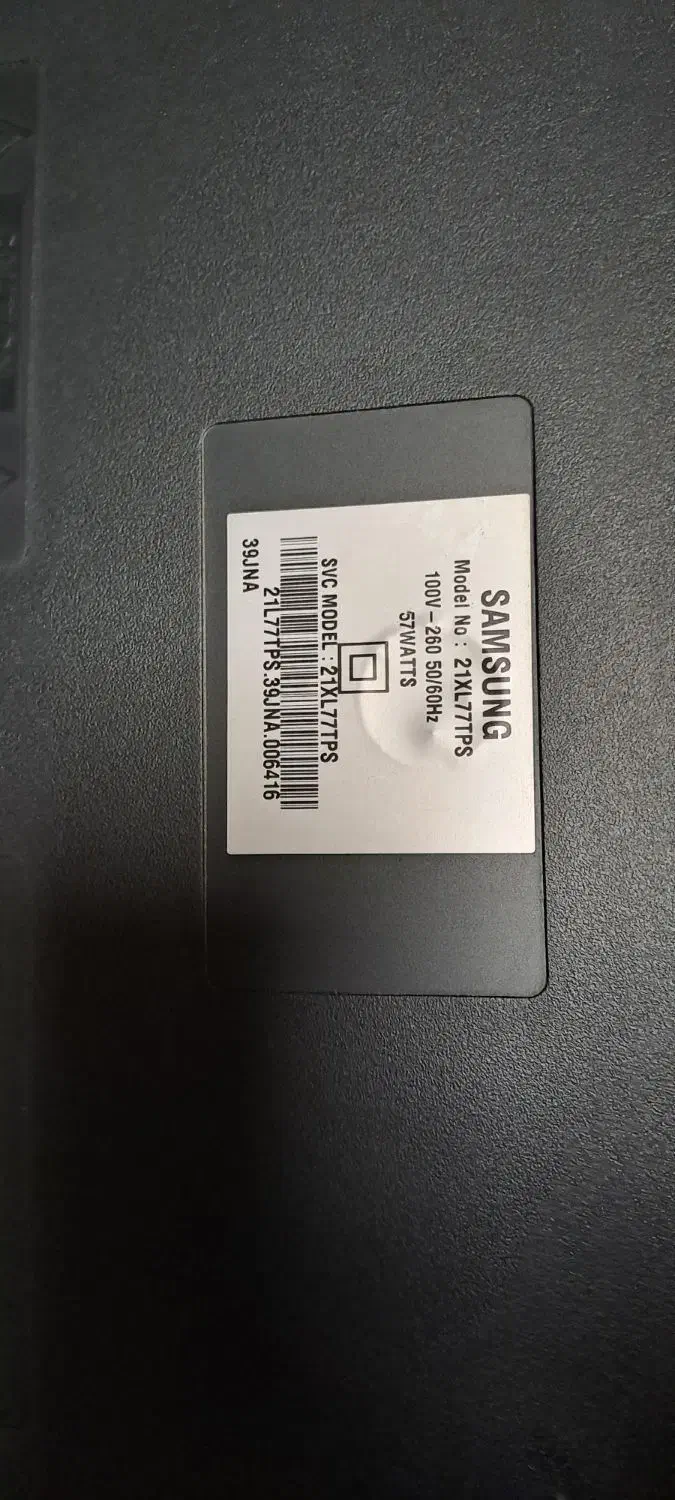 SAMSUNG
Model No : 21XL77TPS
100V – 260 50/60Hz
57WATTS
SVC MODEL : 21XL77TPS
21L77TPS.39JNA.006416
39JNA